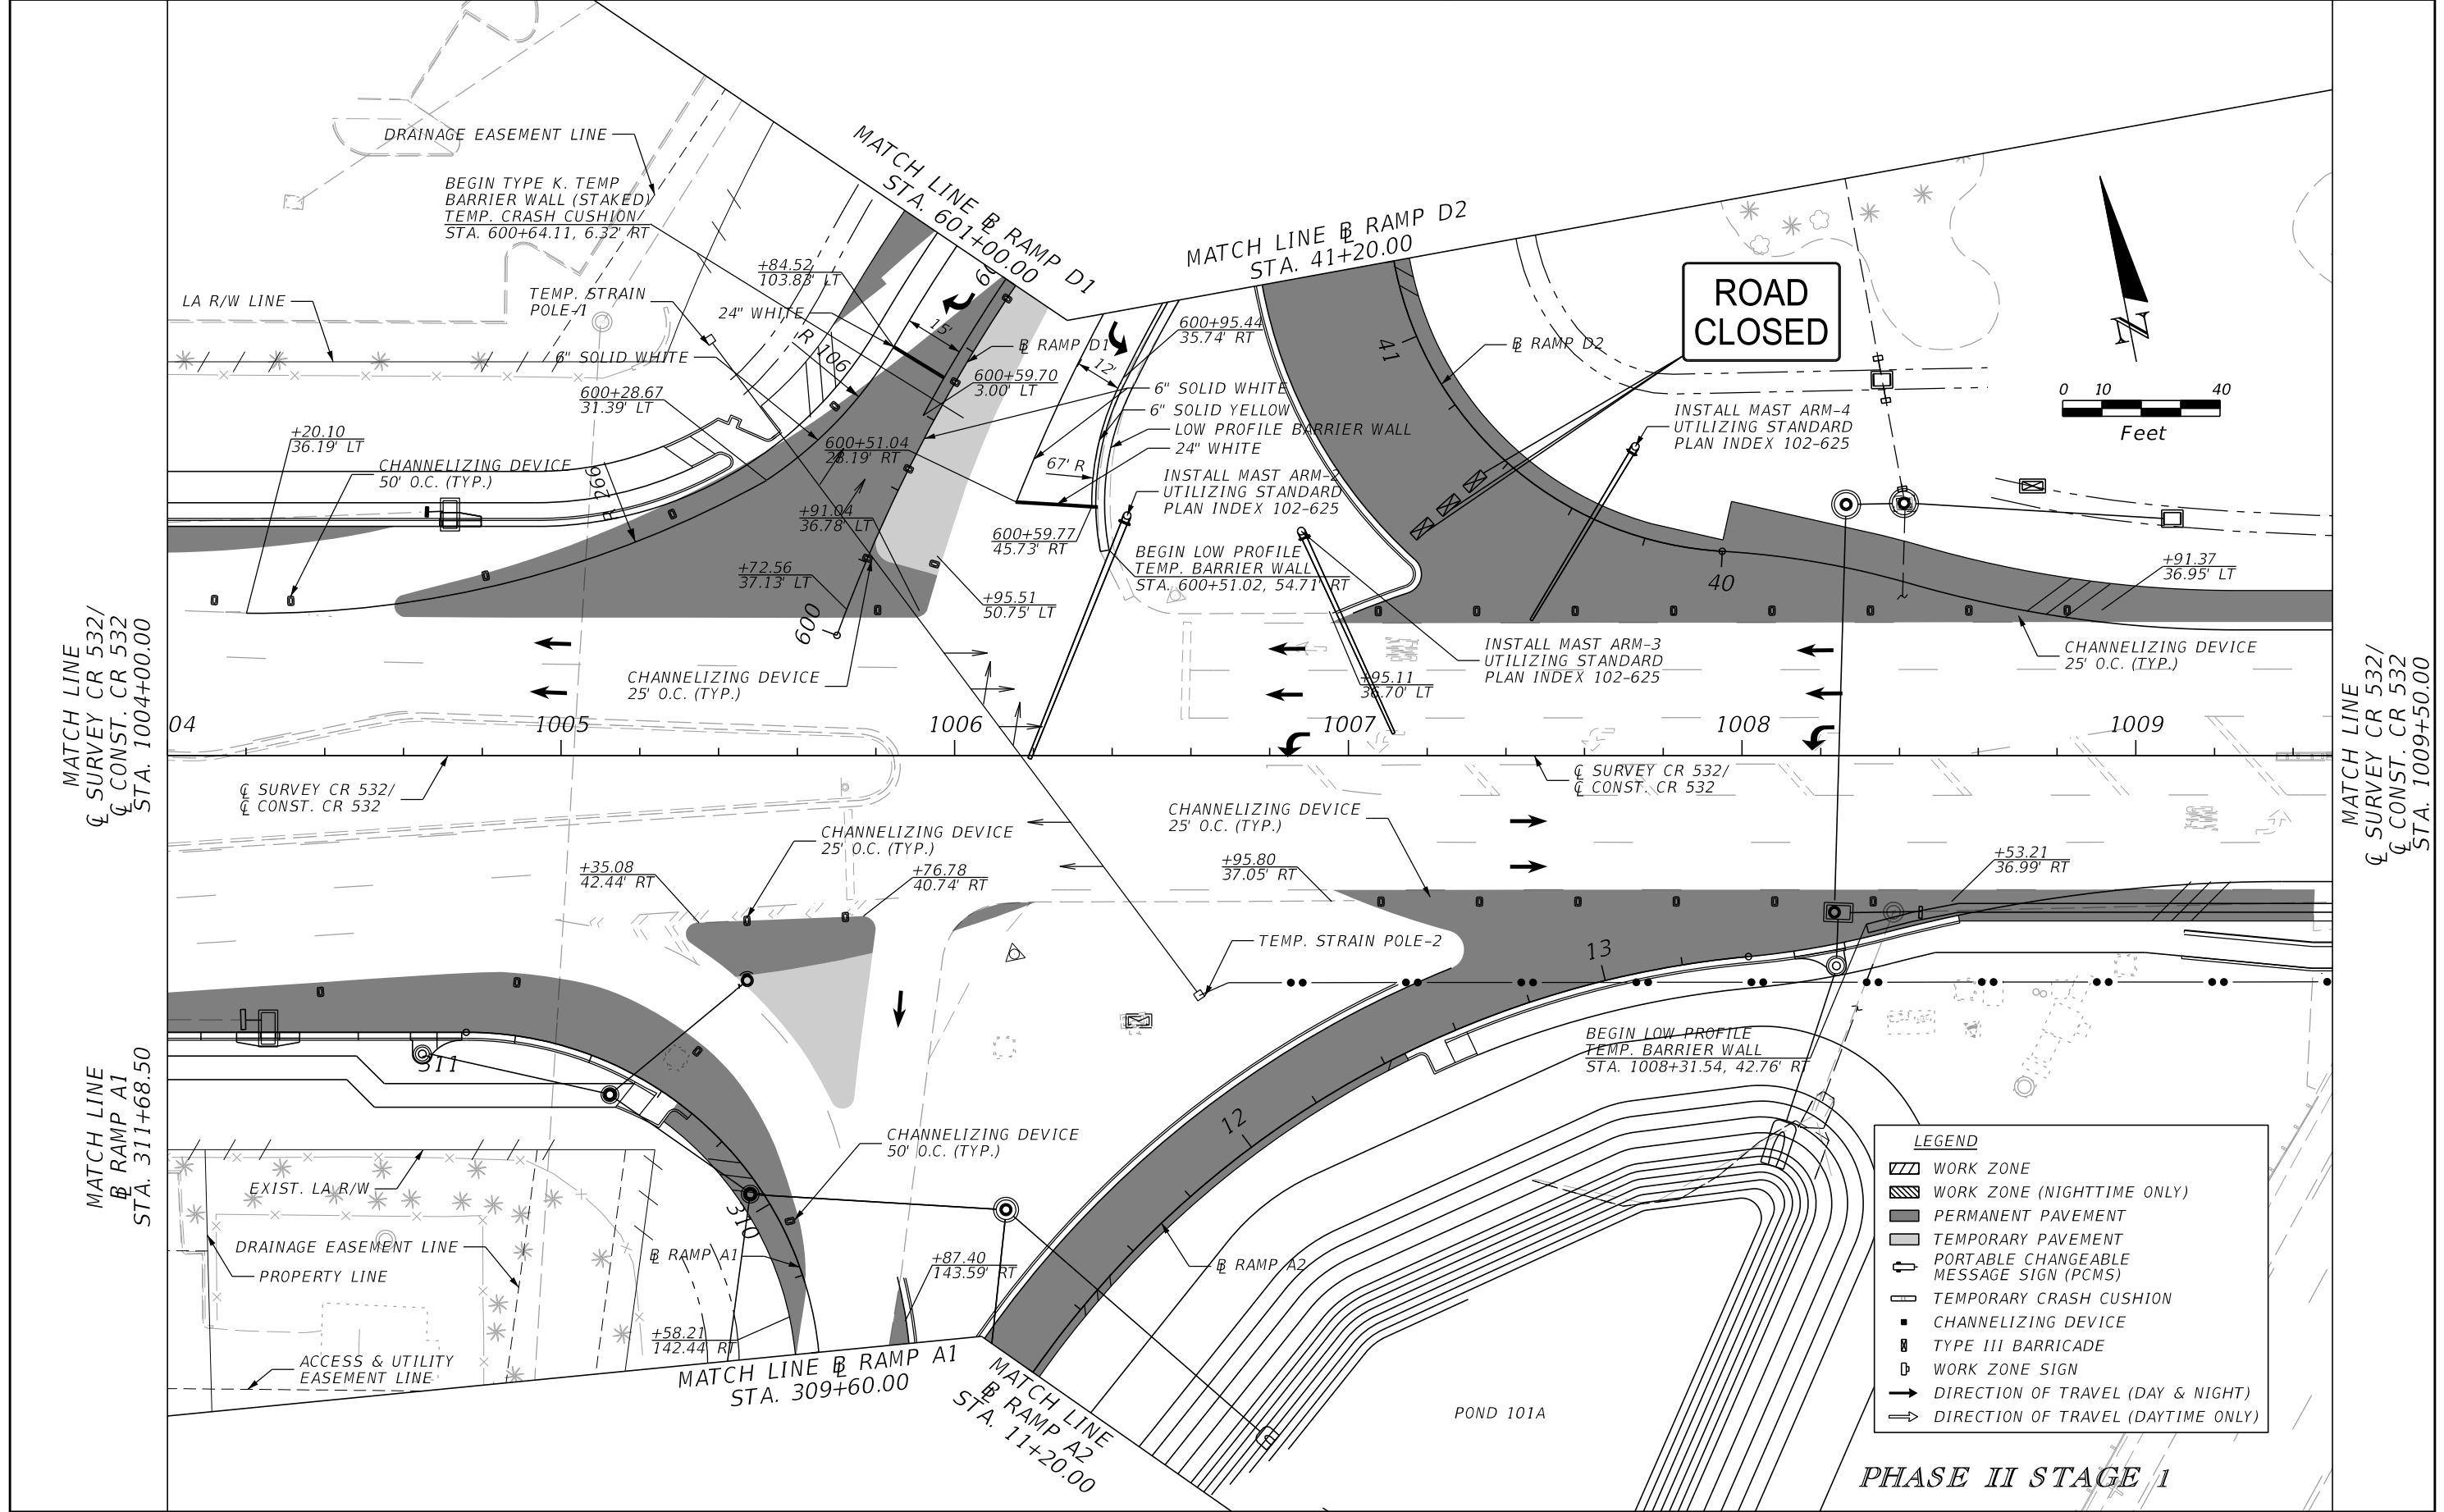 DRAINAGE EASEMENT LINE
BEGIN TYPE K. TEMP
BARRIER WALL (STAKED)
TEMP. CRASH CUSHION/
STA. 600+64.11, 6.32' RT
LA R/W LINE
TEMP. STRAIN
POLE-1
+84.52
103.83' LT
24" WHITE
6" SOLID WHITE
600+28.67
31.39' LT
+20.10
36.19' LT
CHANNELIZING DEVICE
50' O.C. (TYP.)
R 266
R 106
15'
MATCH LINE ℄ RAMP D1
STA. 601+00.00
MATCH LINE ℄ RAMP D2
STA. 41+20.00
600+95.44
35.74' RT
℄ RAMP D1
12'
600+59.70
3.00' LT
6" SOLID WHITE
6" SOLID YELLOW
LOW PROFILE BARRIER WALL
24" WHITE
67' R
600+51.04
28.19' RT
INSTALL MAST ARM-2
UTILIZING STANDARD
PLAN INDEX 102-625
+91.04
36.78' LT
600+59.77
45.73' RT
BEGIN LOW PROFILE
TEMP. BARRIER WALL
STA. 600+51.02, 54.71' RT
+72.56
37.13' LT
+95.51
50.75' LT
600
CHANNELIZING DEVICE
25' O.C. (TYP.)
41
℄ RAMP D2
ROAD
CLOSED
INSTALL MAST ARM-4
UTILIZING STANDARD
PLAN INDEX 102-625
N
0 10 40
Feet
40
+91.37
36.95' LT
INSTALL MAST ARM-3
UTILIZING STANDARD
PLAN INDEX 102-625
+95.11
36.70' LT
CHANNELIZING DEVICE
25' O.C. (TYP.)
MATCH LINE
℄ SURVEY CR 532/
℄ CONST. CR 532
STA. 1004+00.00
04 1005 1006 1007 1008 1009
MATCH LINE
℄ SURVEY CR 532/
℄ CONST. CR 532
STA. 1009+50.00
℄ SURVEY CR 532/
℄ CONST. CR 532
℄ SURVEY CR 532/
℄ CONST. CR 532
CHANNELIZING DEVICE
25' O.C. (TYP.)
CHANNELIZING DEVICE
25' O.C. (TYP.)
+35.08
42.44' RT
+76.78
40.74' RT
+95.80
37.05' RT
+53.21
36.99' RT
TEMP. STRAIN POLE-2
13
12
BEGIN LOW PROFILE
TEMP. BARRIER WALL
STA. 1008+31.54, 42.76' RT
MATCH LINE
℄ RAMP A1
STA. 311+68.50
311
310
EXIST. LA R/W
DRAINAGE EASEMENT LINE
PROPERTY LINE
ACCESS & UTILITY
EASEMENT LINE
CHANNELIZING DEVICE
50' O.C. (TYP.)
℄ RAMP A1
+87.40
143.59' RT
+58.21
142.44' RT
℄ RAMP A2
MATCH LINE ℄ RAMP A1
STA. 309+60.00
MATCH LINE
℄ RAMP A2
STA. 11+20.00
POND 101A
LEGEND
WORK ZONE
WORK ZONE (NIGHTTIME ONLY)
PERMANENT PAVEMENT
TEMPORARY PAVEMENT
PORTABLE CHANGEABLE
MESSAGE SIGN (PCMS)
TEMPORARY CRASH CUSHION
CHANNELIZING DEVICE
TYPE III BARRICADE
WORK ZONE SIGN
DIRECTION OF TRAVEL (DAY & NIGHT)
DIRECTION OF TRAVEL (DAYTIME ONLY)
PHASE II STAGE 1